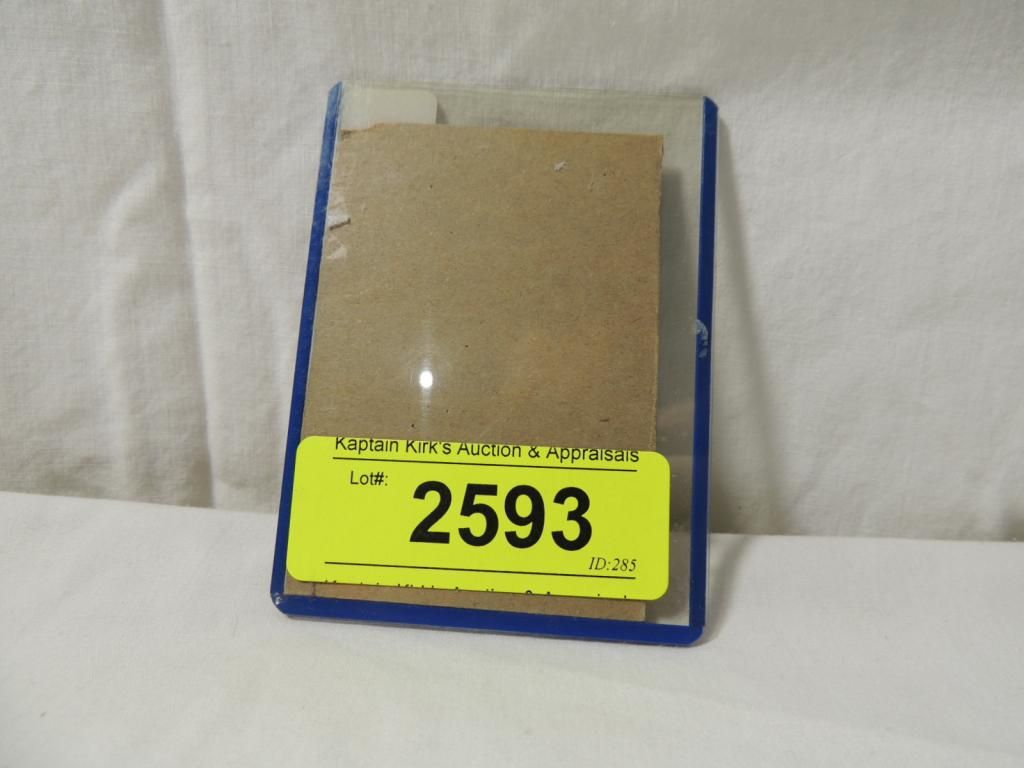 Kaptain Kirk's Auction & Appraisals
Lot#:
2593
ID:285